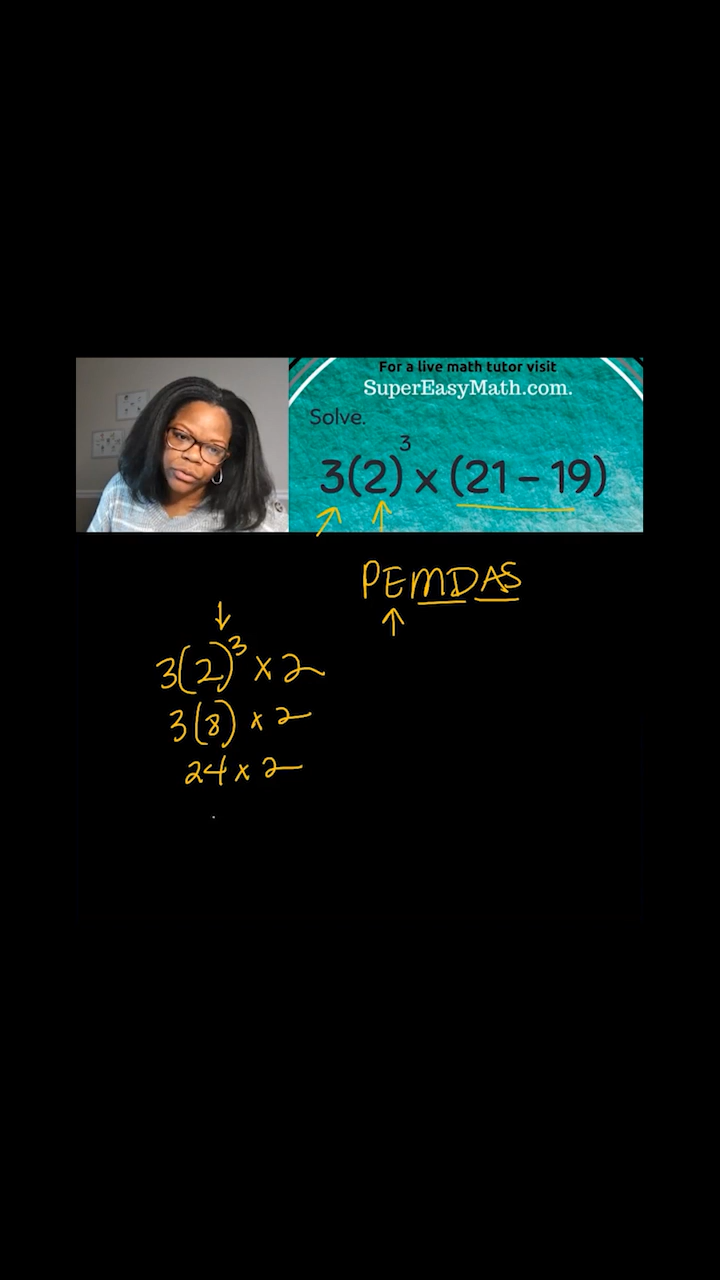 For a live math tutor visit
SuperEasyMath.com.
Solve.
3(2)³ x (21 – 19)
PEMDAS
3(2)³ x 2
3(8) x 2
24 x 2